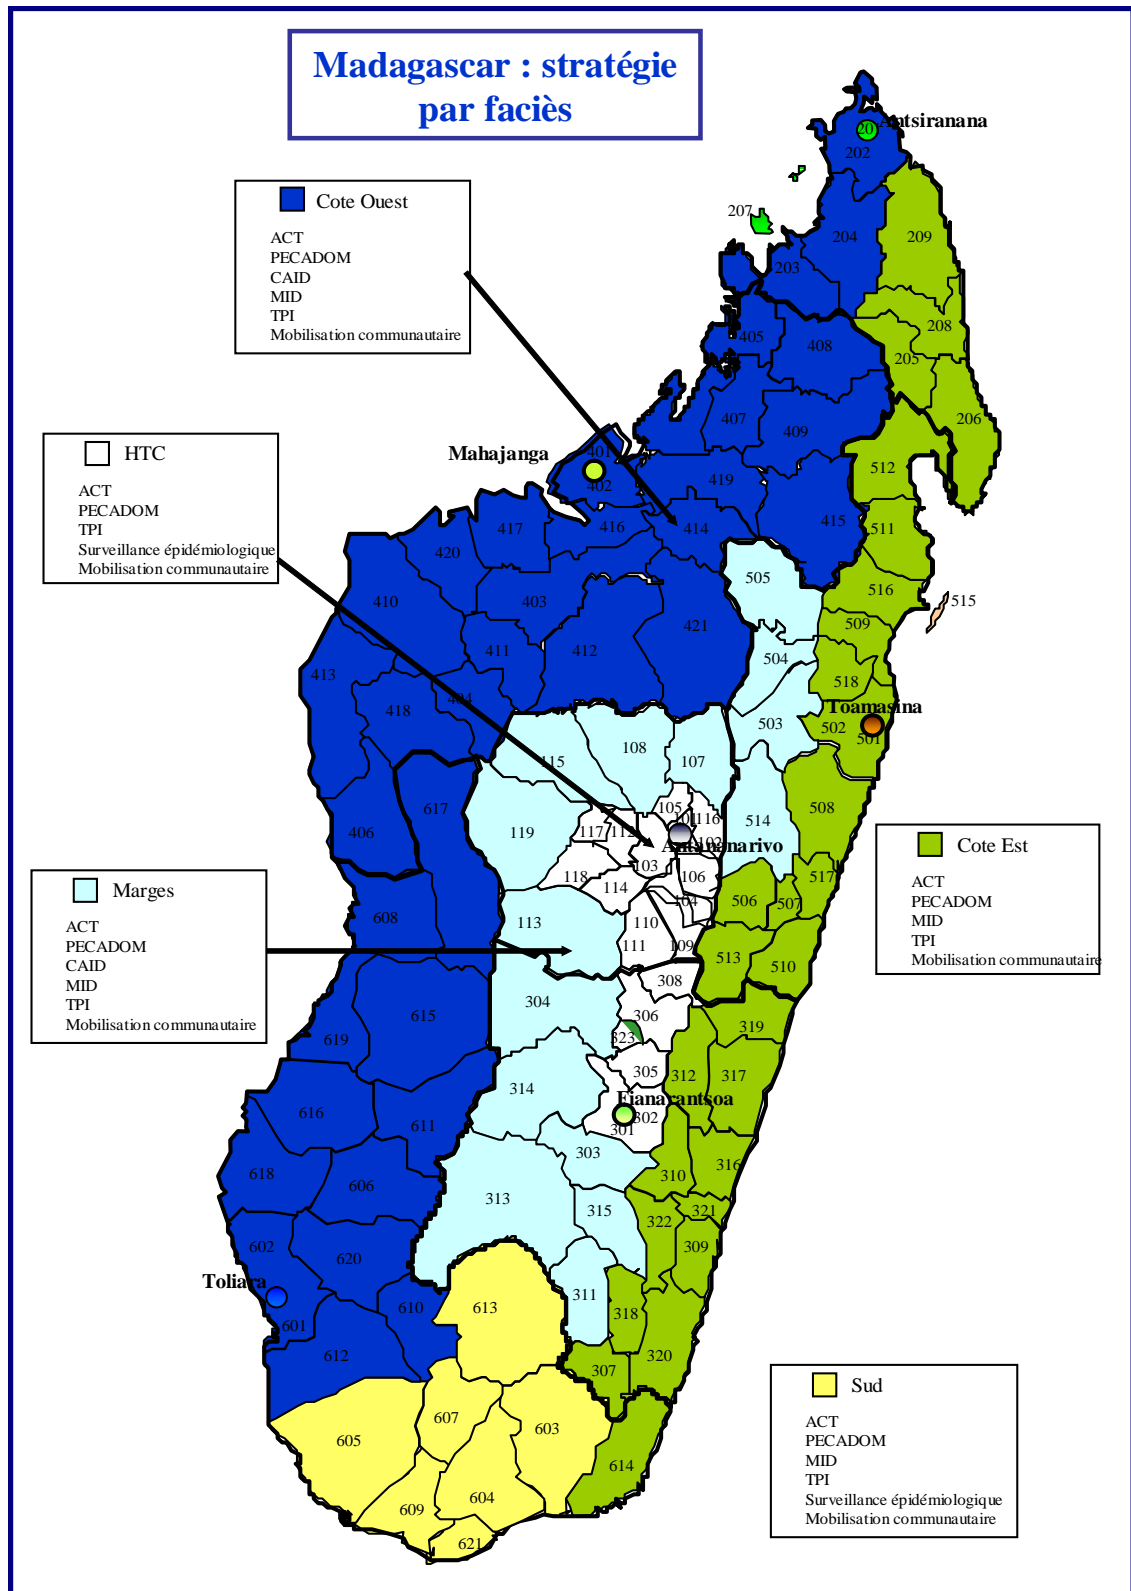 Madagascar : stratégie
par faciès
Antsiranana
201
202
Cote Ouest
ACT
PECADOM
CAID
MID
TPI
Mobilisation communautaire
207
204
209
203
208
405
408
205
407
409
206
HTC
ACT
PECADOM
TPI
Surveillance épidémiologique
Mobilisation communautaire
Mahajanga
401
402
419
512
417
416
414
415
511
420
505
410
403
516
515
421
509
411
412
504
413
518
404
418
Toamasina
503
502
501
108
107
115
617
105
508
101
116
514
406
119
117
112
102
Antananarivo
103
118
106
517
114
104
506
507
Cote Est
ACT
PECADOM
MID
TPI
Mobilisation communautaire
Marges
ACT
PECADOM
CAID
MID
TPI
Mobilisation communautaire
608
113
110
111
109
513
510
308
304
306
615
319
619
323
305
312
317
314
Fianarantsoa
302
301
616
611
303
316
618
606
310
313
315
321
322
602
309
620
Toliara
311
610
613
318
601
612
320
307
Sud
ACT
PECADOM
MID
TPI
Surveillance épidémiologique
Mobilisation communautaire
607
603
605
614
604
609
621